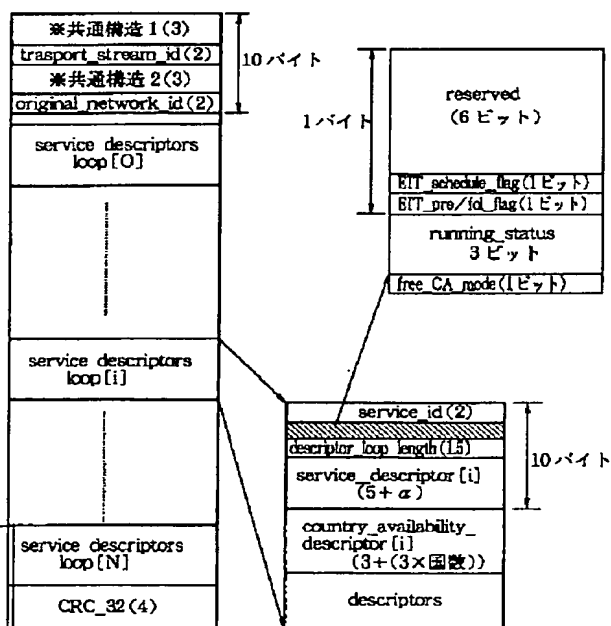 ※共通構造1(3)
trasport_stream_id(2)
※共通構造2(3)
original_network_id(2)
10バイト
service descriptors
loop[O]
service descriptors
loop[i]
service descriptors
loop[N]
CRC_32(4)
1バイト
reserved
(6ビット)
EIT_schedule_flag(1ビット)
EIT_pre/fol_flag(1ビット)
running_status
3ビット
free_CA_mode(1ビット)
service_id(2)
descriptor_loop_length(1.5)
service_descriptor[i]
(5+α)
10バイト
country_availability_
descriptor[i]
(3+(3×国数))
descriptors